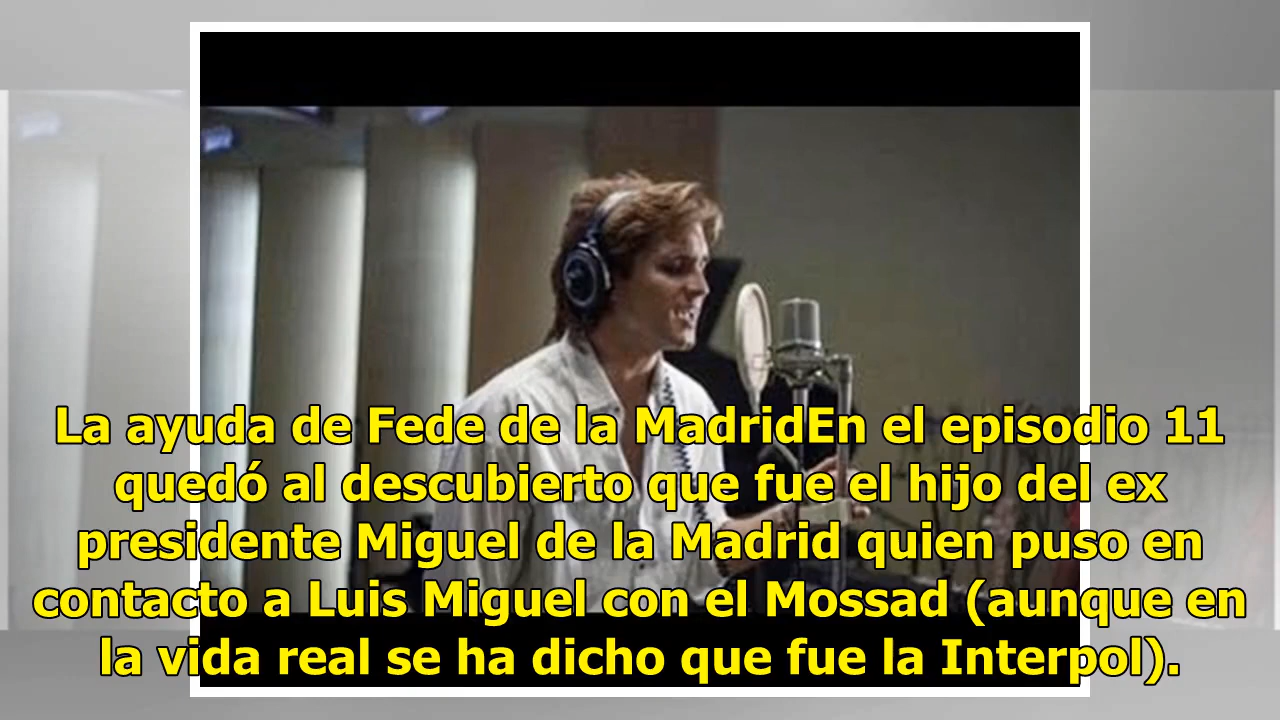 La ayuda de Fede de la MadridEn el episodio 11
quedó al descubierto que fue el hijo del ex
presidente Miguel de la Madrid quien puso en
contacto a Luis Miguel con el Mossad (aunque en
la vida real se ha dicho que fue la Interpol).